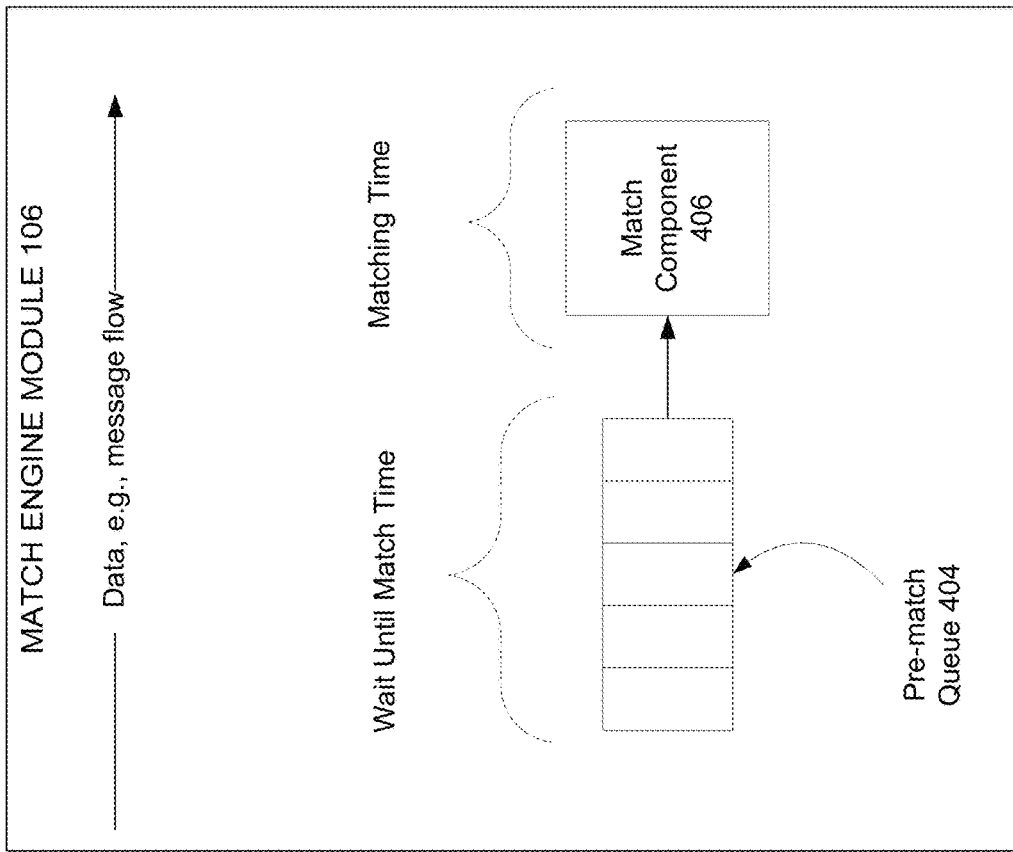 MATCH ENGINE MODULE 106
Data, e.g., message flow
Wait Until Match Time
Matching Time
Match
Component
406
Pre-match
Queue 404